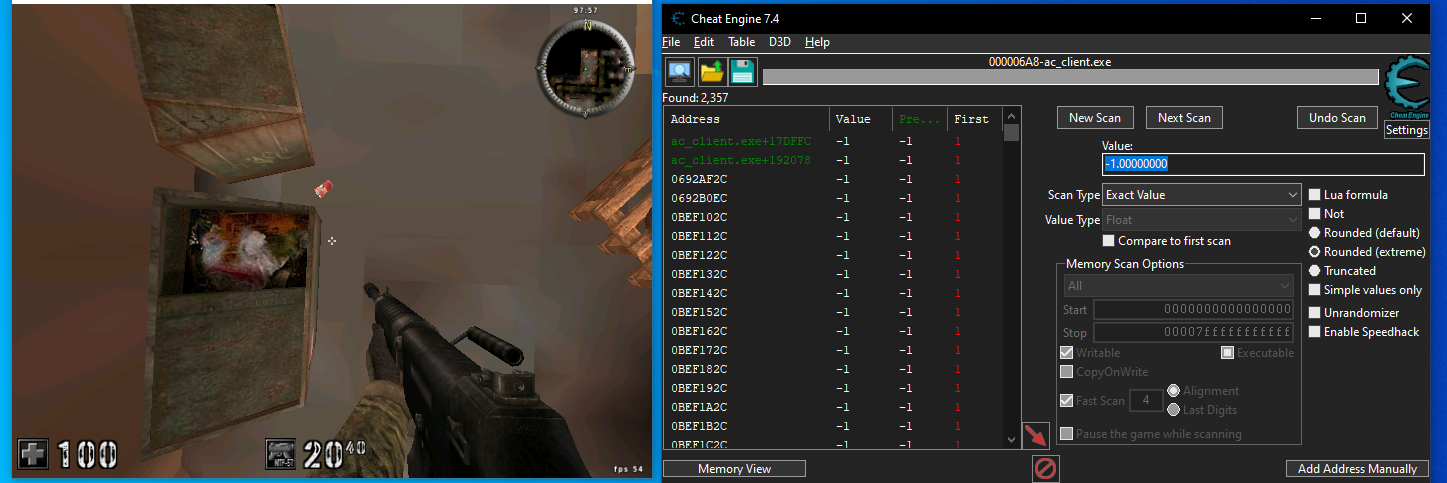 97:57
N
100
MTP-57
20 40
fps 54
Cheat Engine 7.4
File Edit Table D3D Help
000006A8-ac_client.exe
Found: 2,357
Cheat Engine
Settings
Address Value Pre... First
ac_client.exe+17DFFC -1 -1 1
ac_client.exe+192078 -1 -1 1
0692AF2C -1 -1 1
0692B0EC -1 -1 1
0BEF102C -1 -1 1
0BEF112C -1 -1 1
0BEF122C -1 -1 1
0BEF132C -1 -1 1
0BEF142C -1 -1 1
0BEF152C -1 -1 1
0BEF162C -1 -1 1
0BEF172C -1 -1 1
0BEF182C -1 -1 1
0BEF192C -1 -1 1
0BEF1A2C -1 -1 1
0BEF1B2C -1 -1 1
0BEF1C2C -1 -1 1
Memory View
New Scan Next Scan Undo Scan
Value:
-1.00000000
Scan Type Exact Value
Value Type Float
Compare to first scan
Lua formula
Not
Rounded (default)
Rounded (extreme)
Truncated
Simple values only
Unrandomizer
Enable Speedhack
Memory Scan Options
All
Start 0000000000000000
Stop 00007fffffffffff
Writable Executable
CopyOnWrite
Fast Scan 4 Alignment
Last Digits
Pause the game while scanning
Add Address Manually